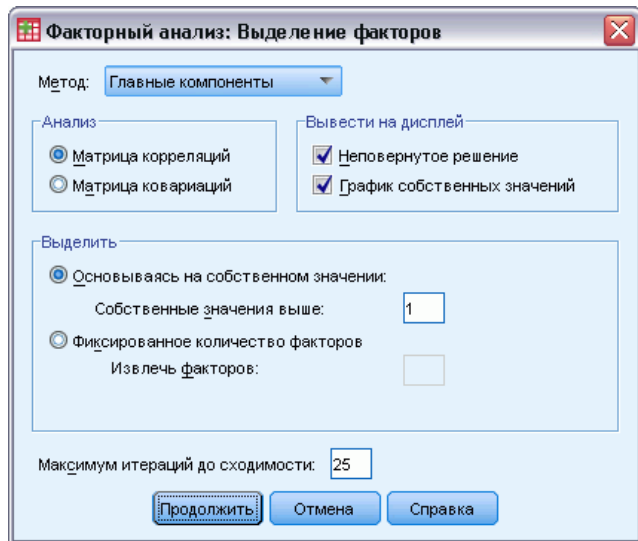 Факторный анализ: Выделение факторов
Метод: Главные компоненты
Анализ
Матрица корреляций
Матрица ковариаций
Вывести на дисплей
Неповернутое решение
График собственных значений
Выделить
Основываясь на собственном значении:
Собственные значения выше: 1
Фиксированное количество факторов
Извлечь факторов:
Максимум итераций до сходимости: 25
Продолжить Отмена Справка